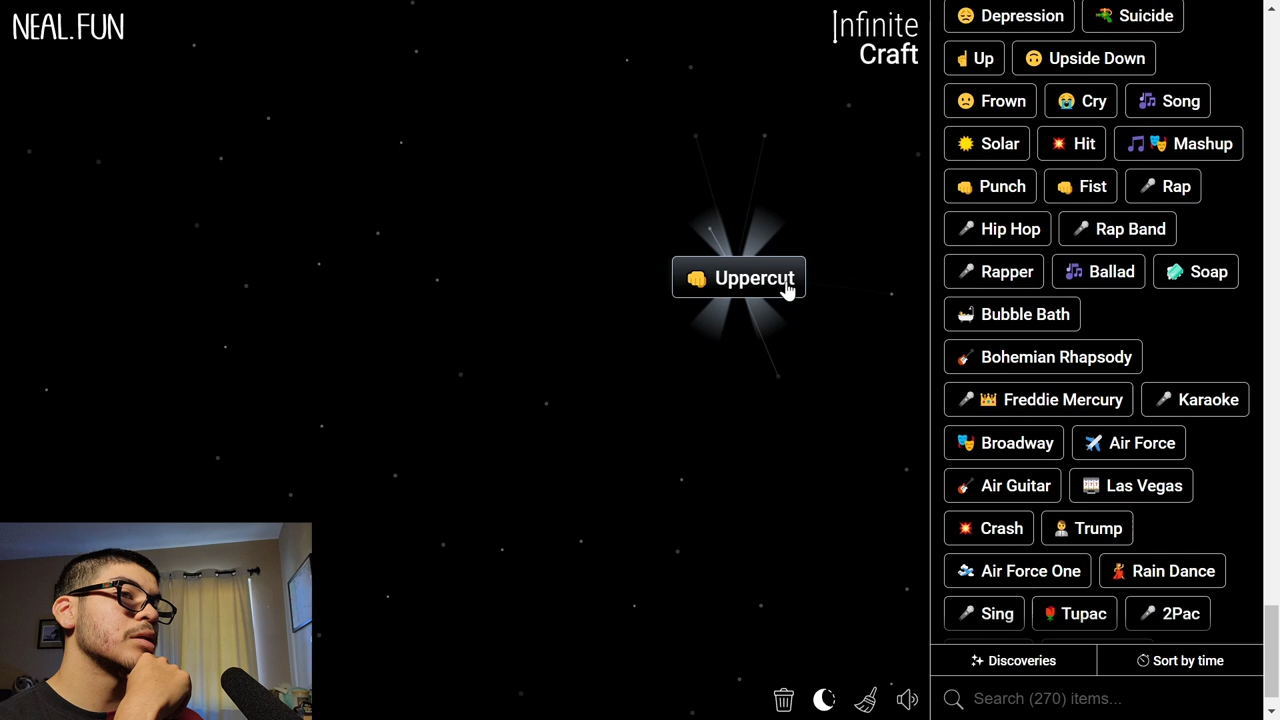 NEAL.FUN
Infinite
Craft
Uppercut
Depression Suicide
Up Upside Down
Frown Cry Song
Solar Hit Mashup
Punch Fist Rap
Hip Hop Rap Band
Rapper Ballad Soap
Bubble Bath
Bohemian Rhapsody
Freddie Mercury Karaoke
Broadway Air Force
Air Guitar Las Vegas
Crash Trump
Air Force One Rain Dance
Sing Tupac 2Pac
Discoveries Sort by time
Search (270) items...